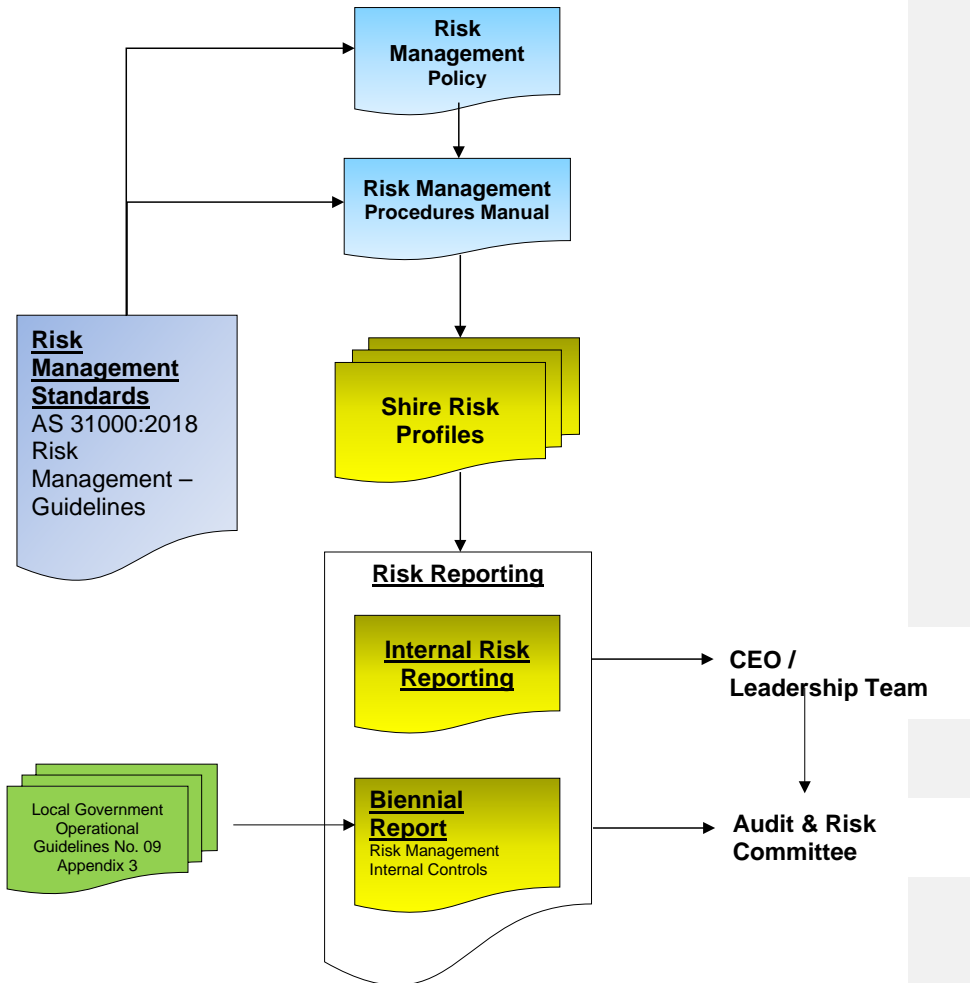 Risk
Management
Policy
Risk Management
Procedures Manual
Risk
Management
Standards
AS 31000:2018
Risk
Management –
Guidelines
Shire Risk
Profiles
Risk Reporting
Internal Risk
Reporting
CEO /
Leadership Team
Local Government
Operational
Guidelines No. 09
Appendix 3
Biennial
Report
Risk Management
Internal Controls
Audit & Risk
Committee